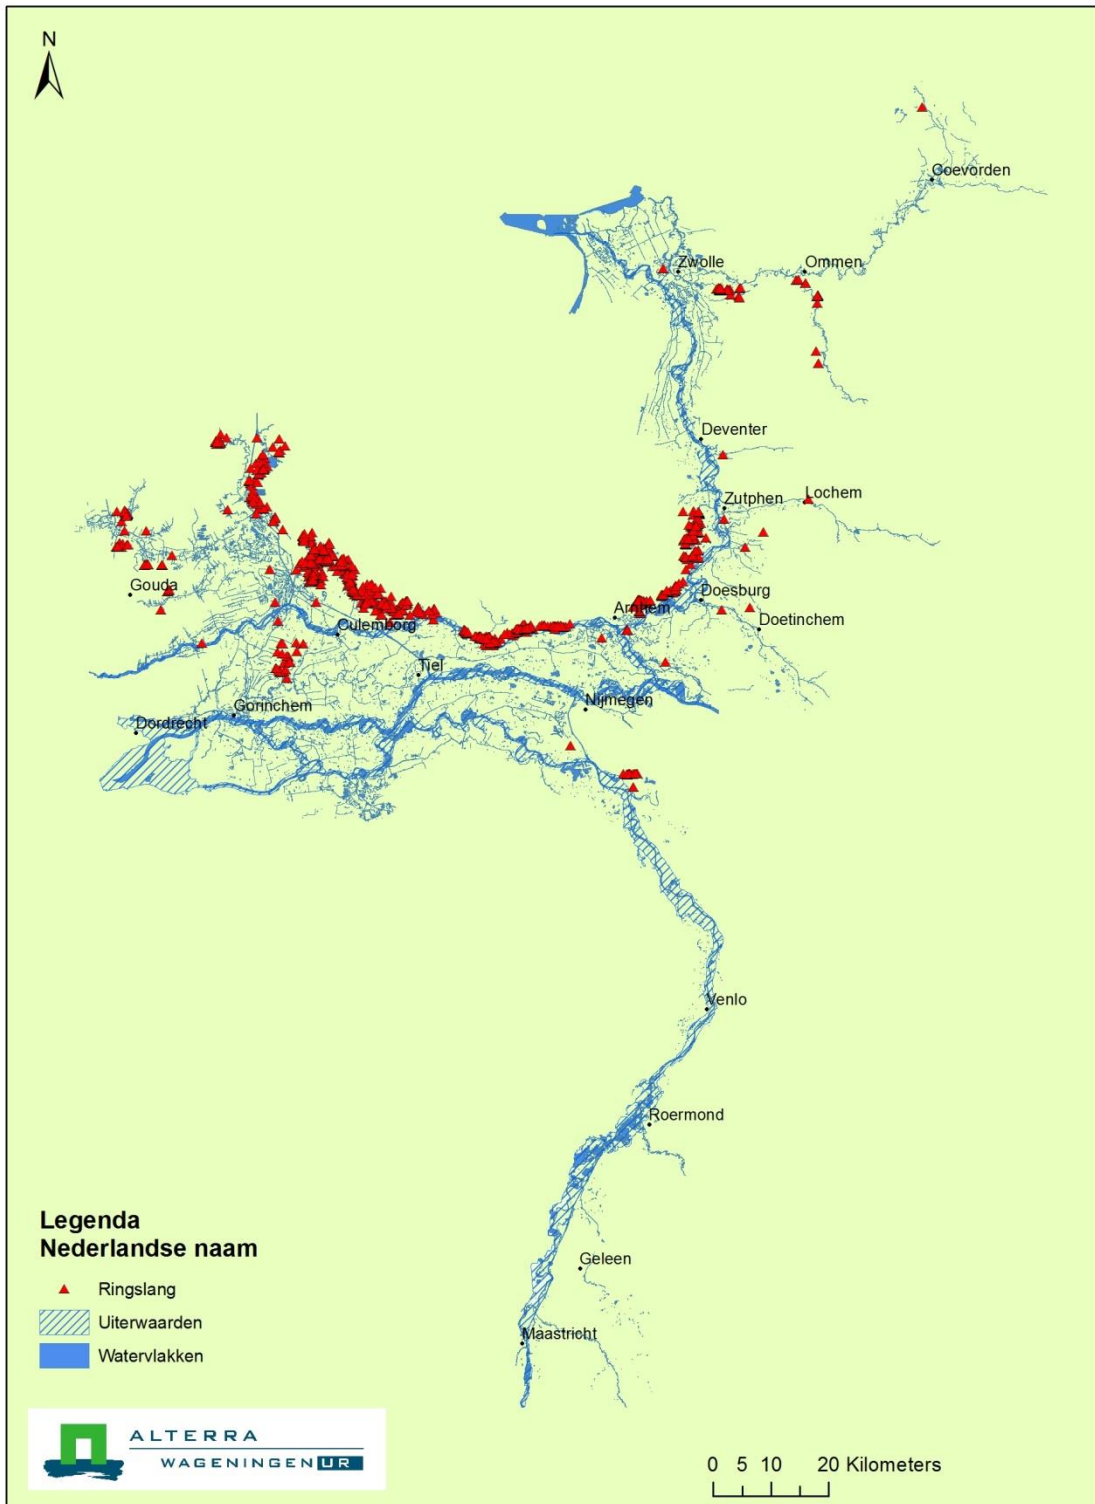 N
Coevorden
Zwolle
Ommen
Deventer
Zutphen
Lochem
Gouda
Doesburg
Arnhem
Doetinchem
Culemborg
Tiel
Nijmegen
Gorinchem
Dordrecht
Venlo
Roermond
Geleen
Maastricht
Legenda
Nederlandse naam
Ringslang
Uiterwaarden
Watervlakken
ALTERRA
WAGENINGEN UR
0 5 10 20 Kilometers